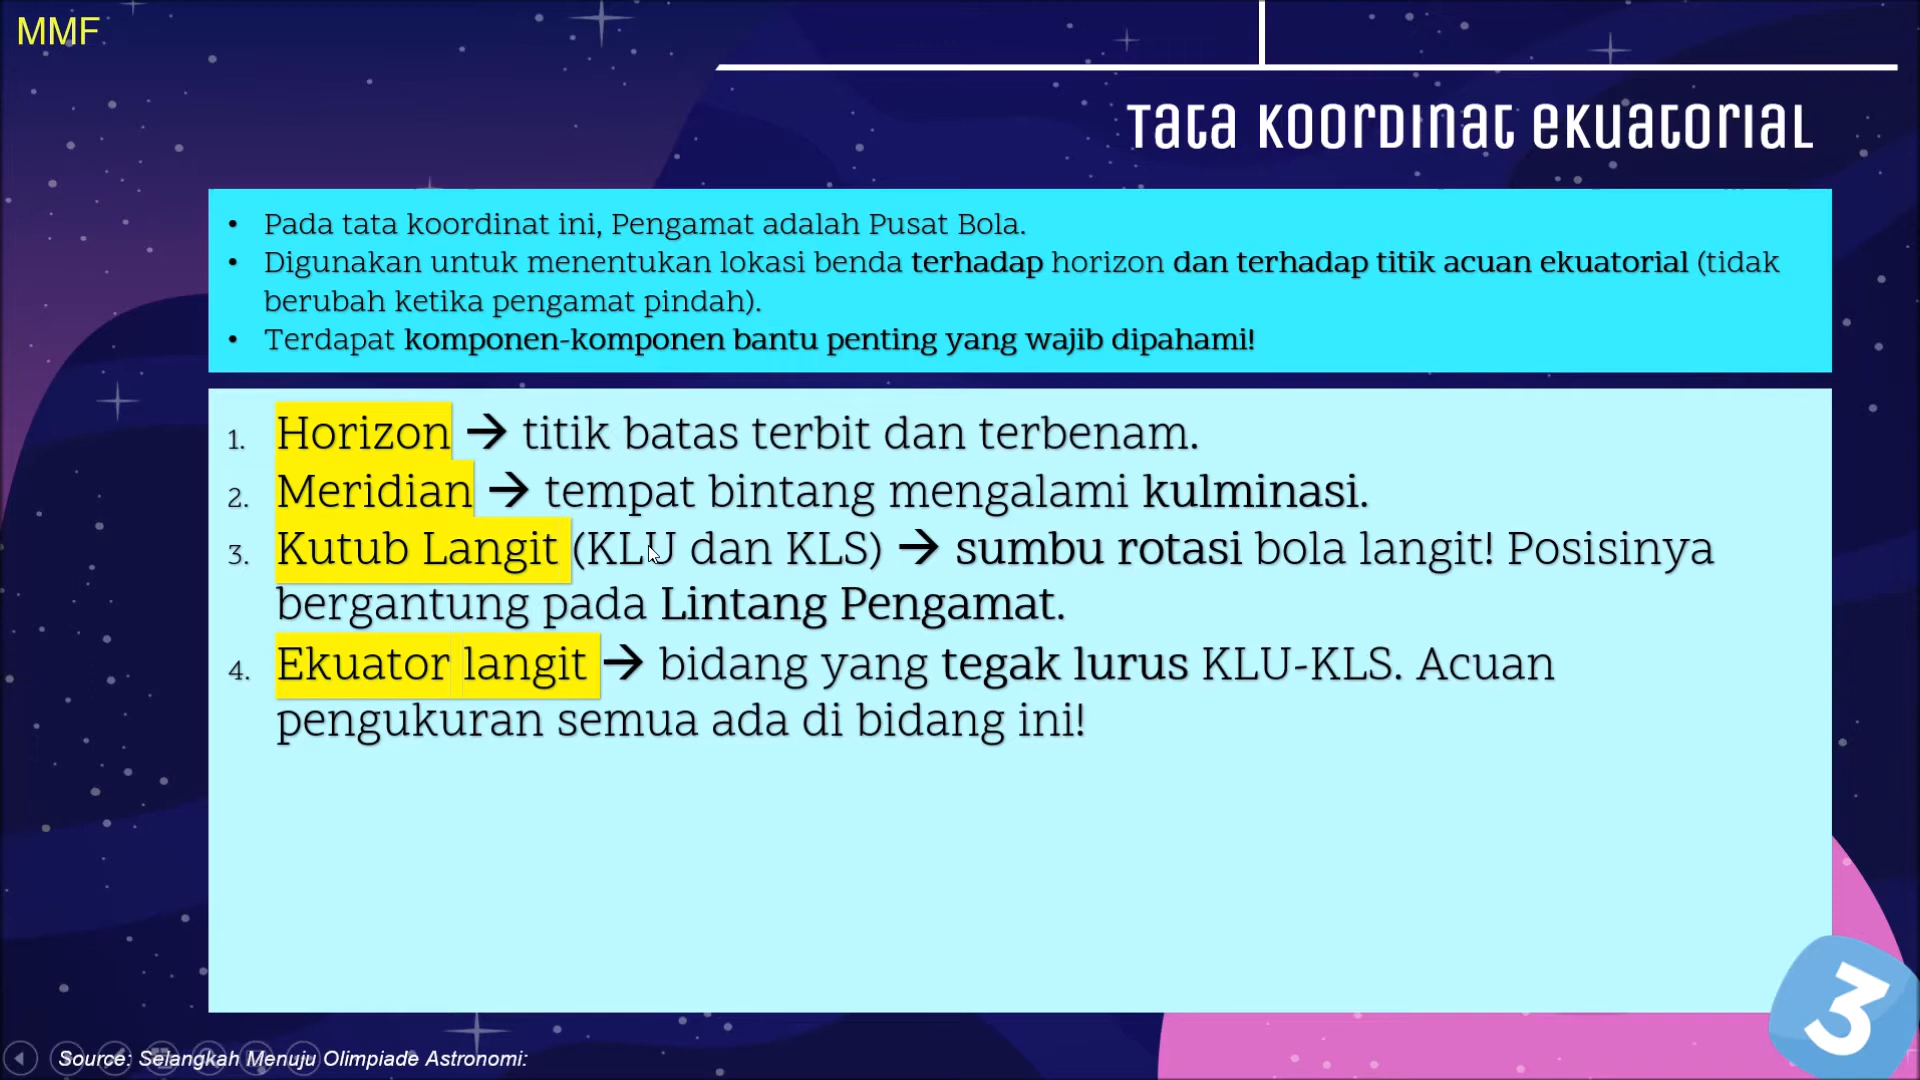 MMF
Tata Koordinat Ekuatorial
• Pada tata koordinat ini, Pengamat adalah Pusat Bola.
• Digunakan untuk menentukan lokasi benda terhadap horizon dan terhadap titik acuan ekuatorial (tidak
berubah ketika pengamat pindah).
• Terdapat komponen-komponen bantu penting yang wajib dipahami!
1. Horizon → titik batas terbit dan terbenam.
2. Meridian → tempat bintang mengalami kulminasi.
3. Kutub Langit (KLU dan KLS) → sumbu rotasi bola langit! Posisinya
bergantung pada Lintang Pengamat.
4. Ekuator langit → bidang yang tegak lurus KLU-KLS. Acuan
pengukuran semua ada di bidang ini!
3
Source: Selangkah Menuju Olimpiade Astronomi: